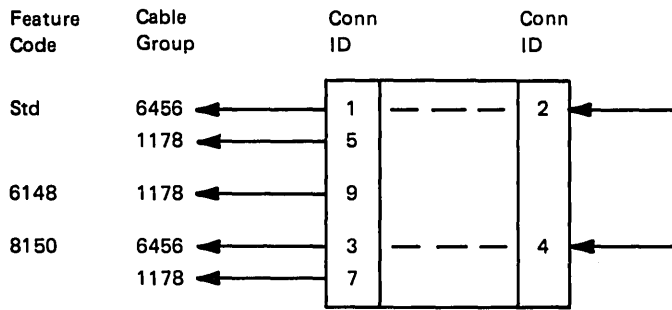 Feature Code Cable Group Conn ID Conn ID
Std 6456 1 2
1178 5
6148 1178 9
8150 6456 3 4
1178 7